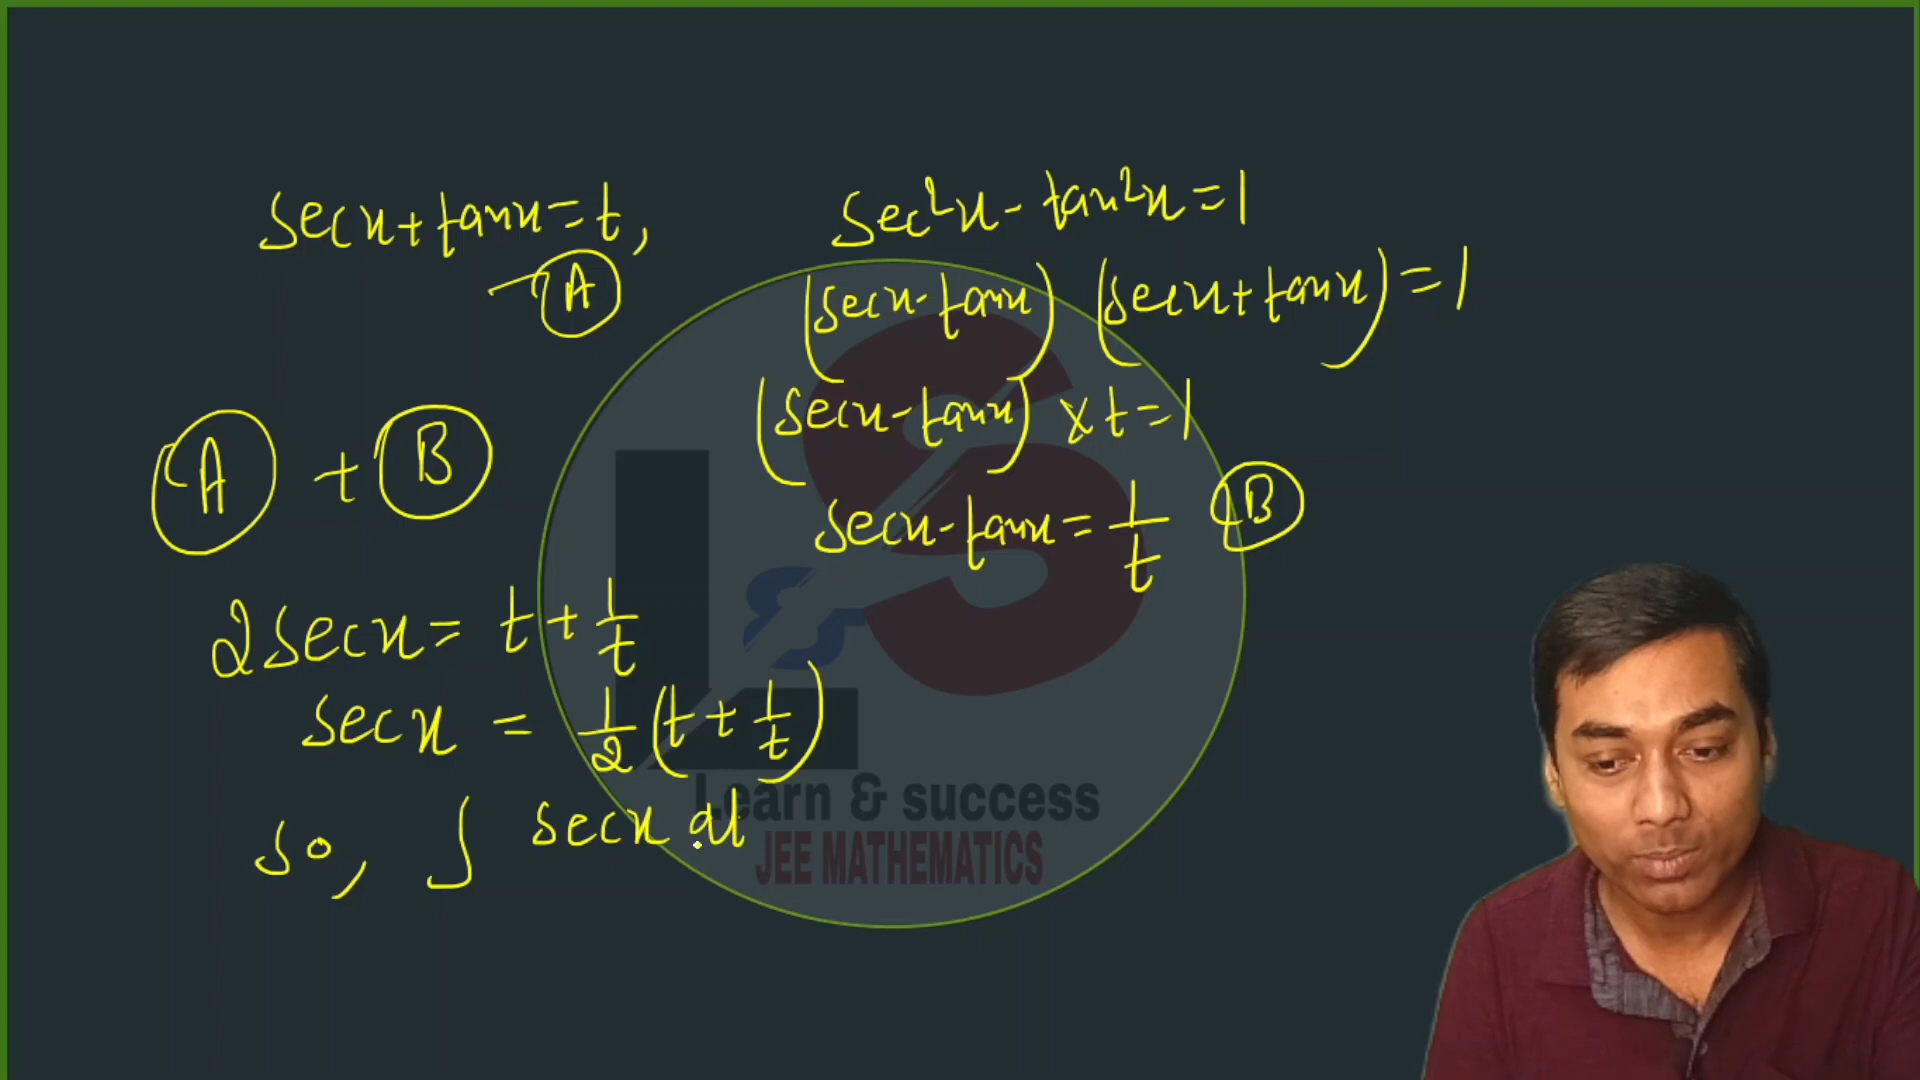 secx+tanx=t,
A
sec²x-tan²x=1
(secx-tanx) (secx+tanx)=1
(secx-tanx) x t=1
secx-tanx=1/t B
A + B
2secx= t+1/t
secx = 1/2(t+1/t)
so, ∫ secx d
Learn & success
JEE MATHEMATICS